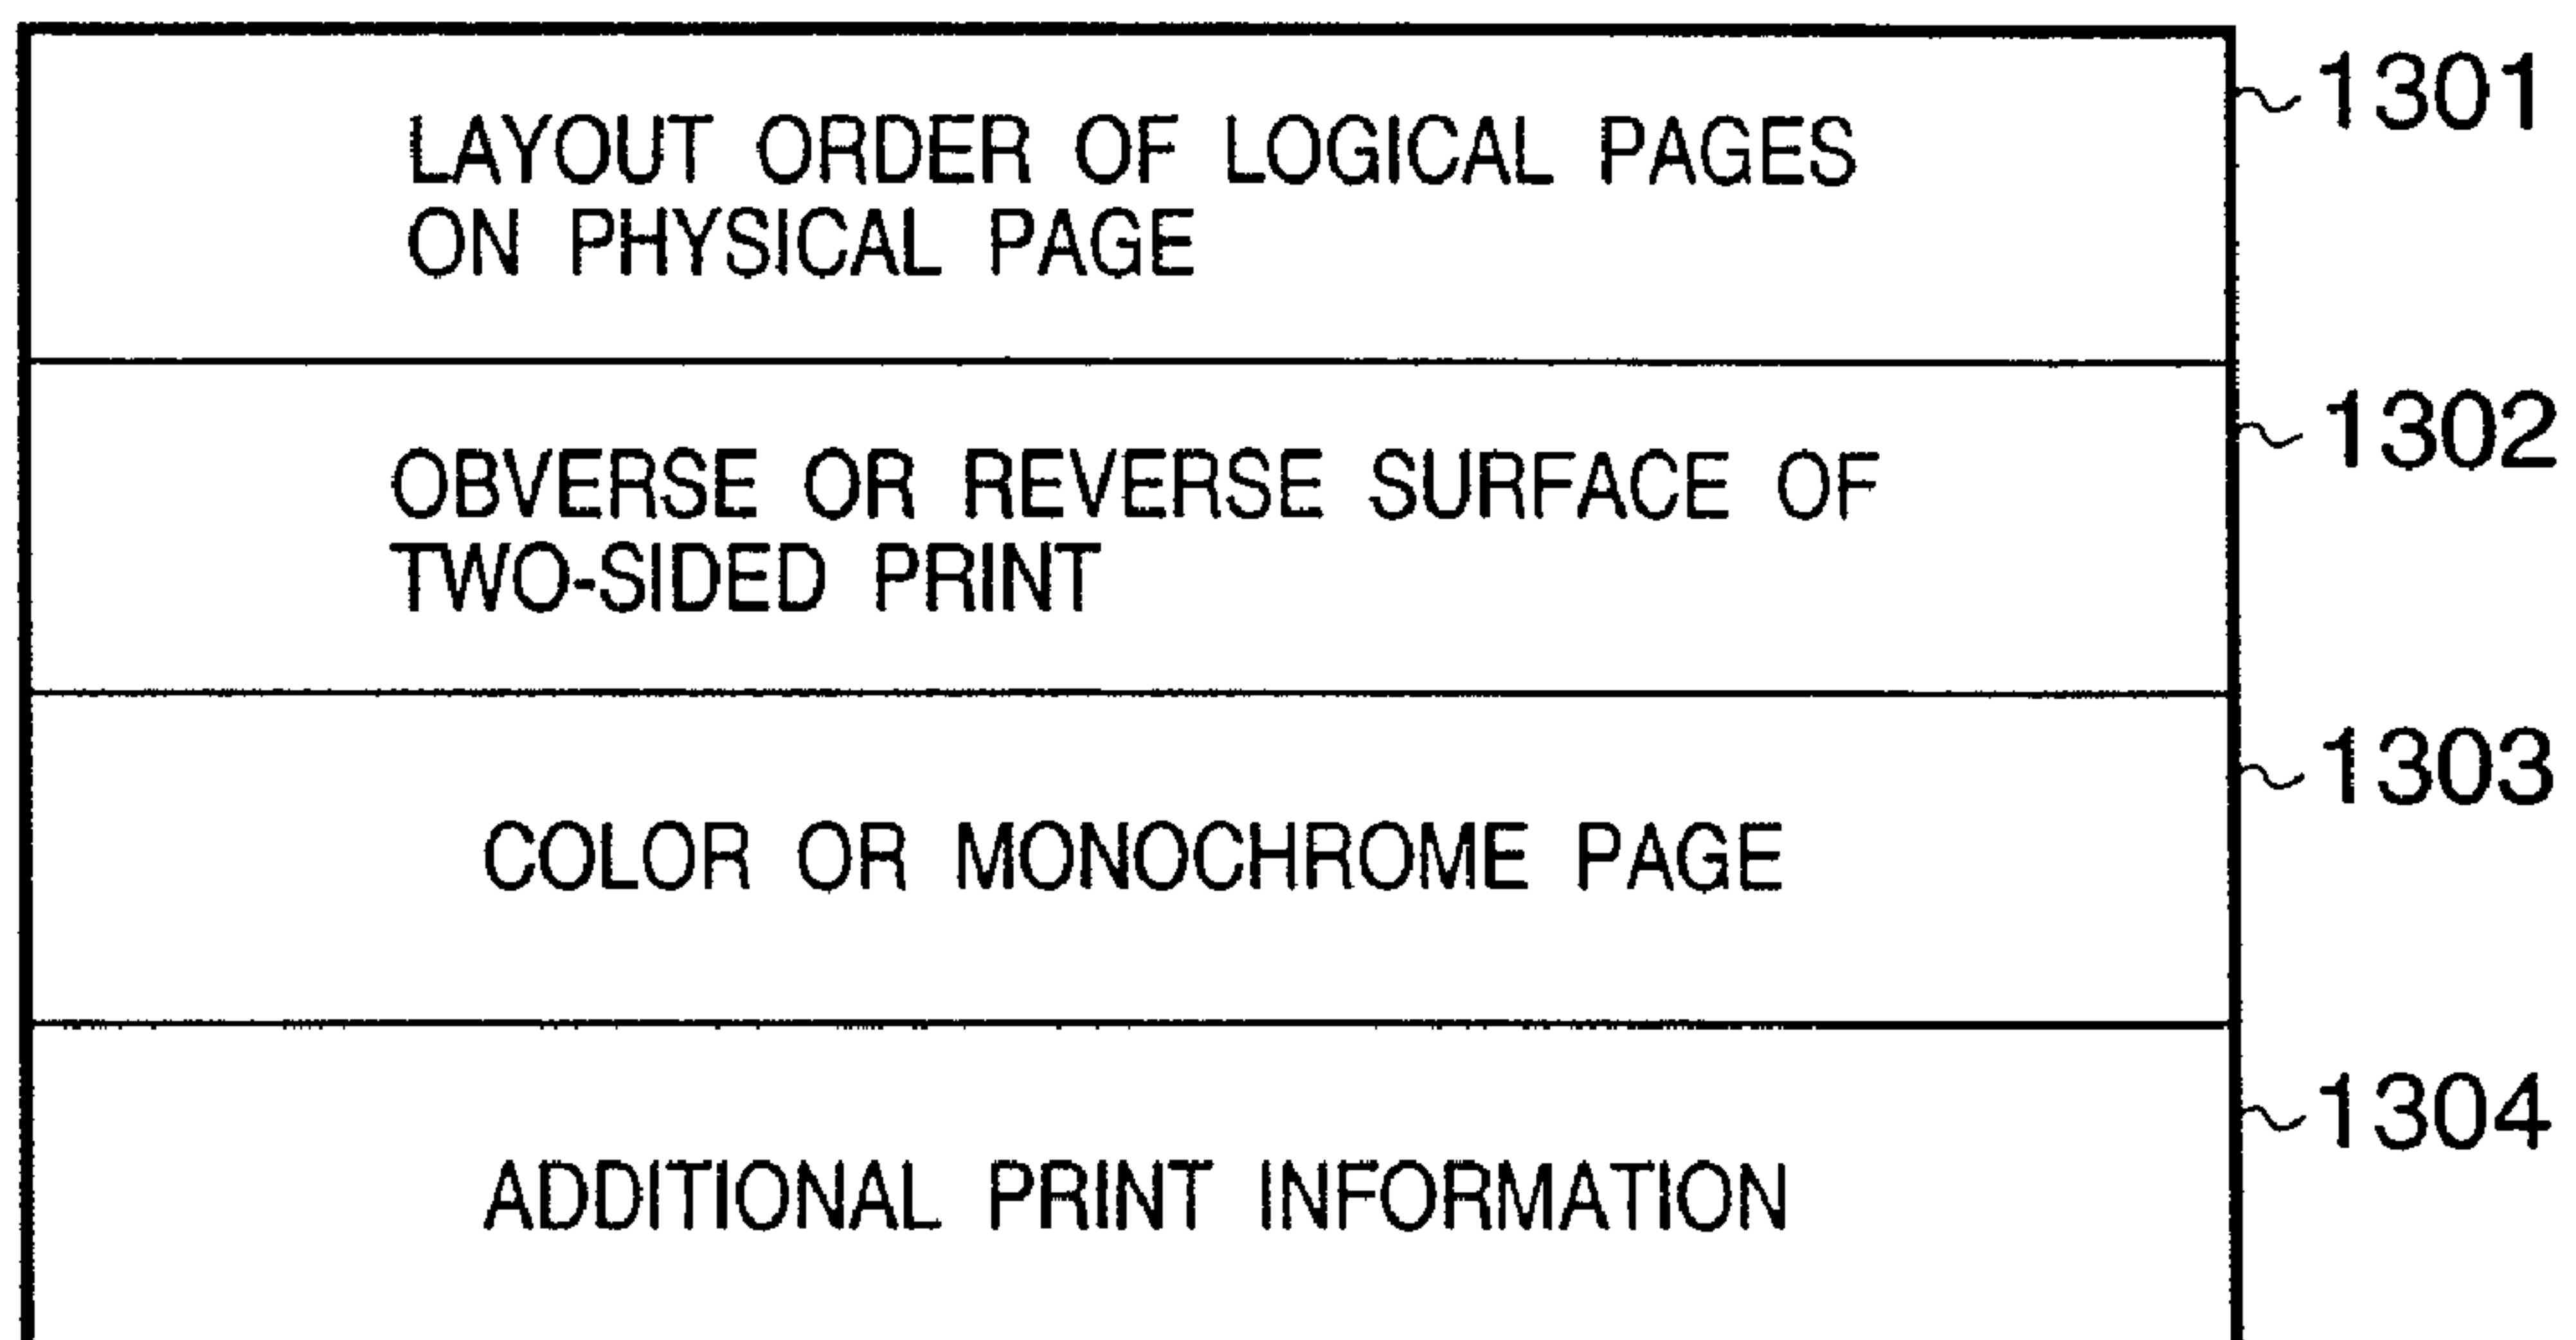 1301
LAYOUT ORDER OF LOGICAL PAGES
ON PHYSICAL PAGE
1302
OBVERSE OR REVERSE SURFACE OF
TWO-SIDED PRINT
1303
COLOR OR MONOCHROME PAGE
1304
ADDITIONAL PRINT INFORMATION